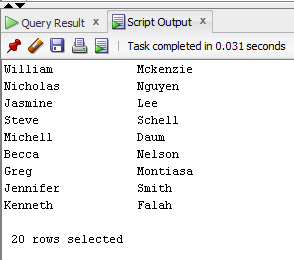 Query Result x Script Output x
Task completed in 0.031 seconds
William Mckenzie
Nicholas Nguyen
Jasmine Lee
Steve Schell
Michell Daum
Becca Nelson
Greg Montiasa
Jennifer Smith
Kenneth Falah
20 rows selected